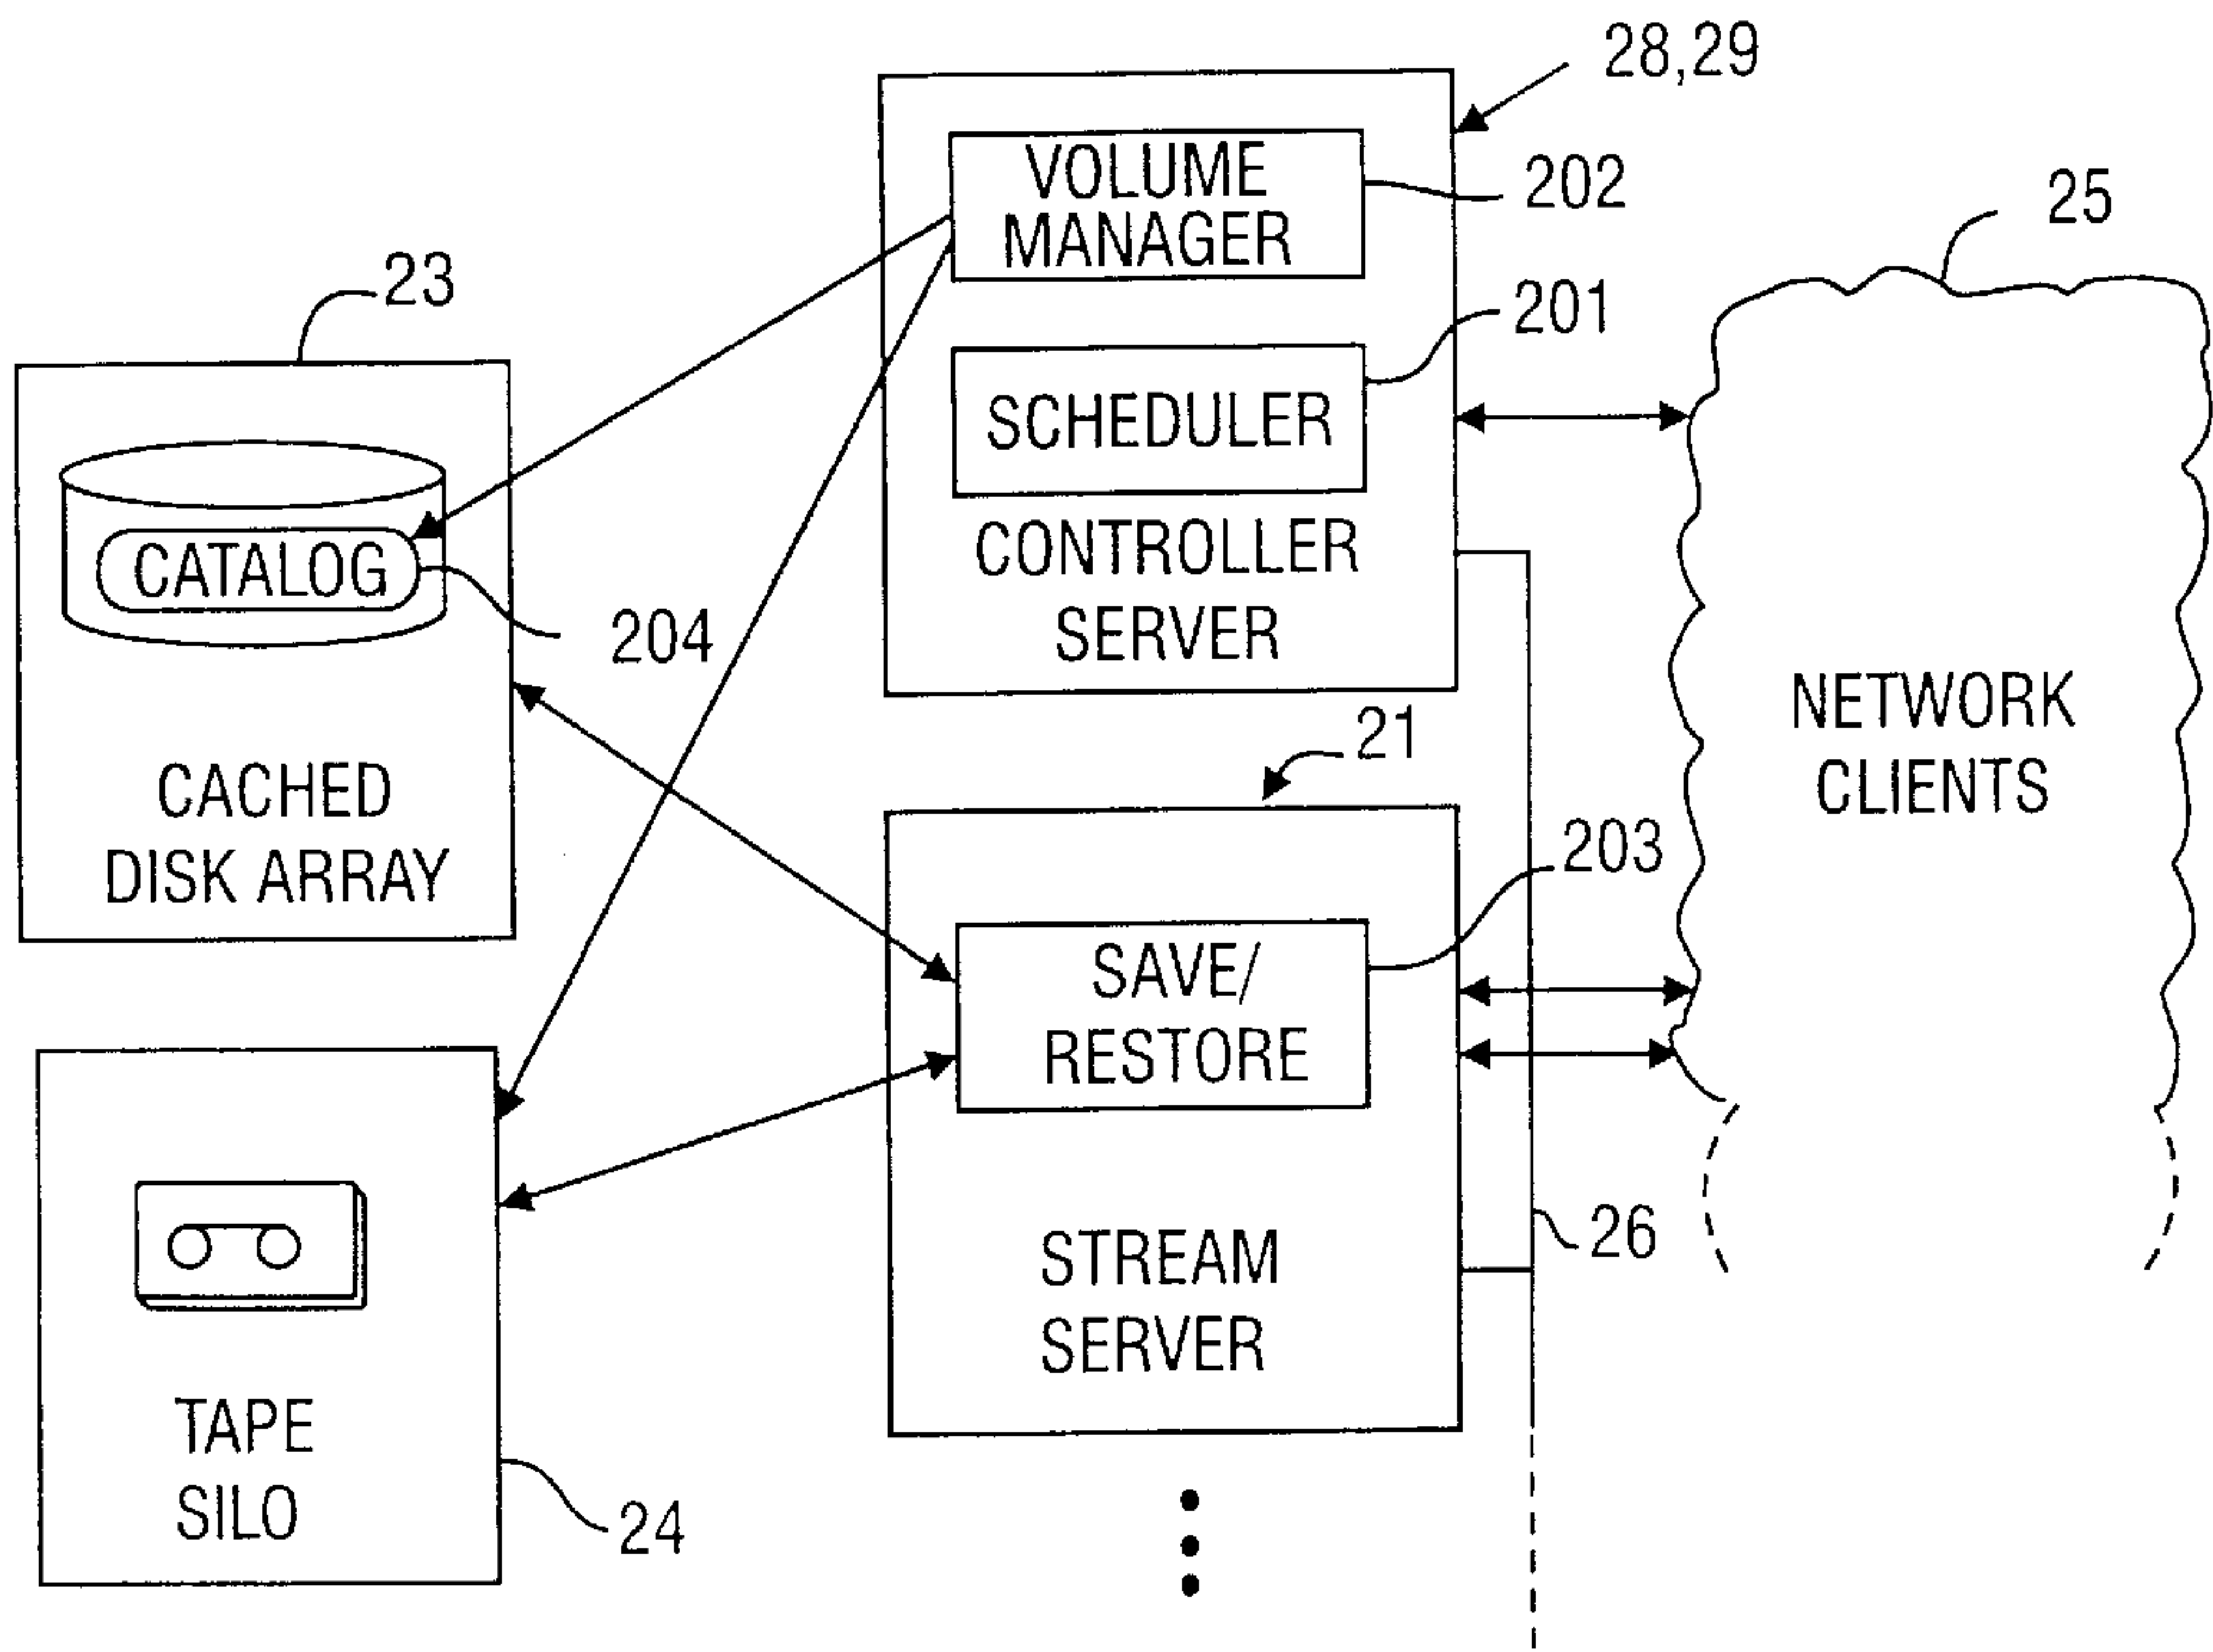 28,29
VOLUME
MANAGER
202
25
23
201
SCHEDULER
CATALOG
CONTROLLER
SERVER
204
NETWORK
CLIENTS
21
CACHED
DISK ARRAY
203
SAVE/
RESTORE
26
STREAM
SERVER
TAPE
SILO
24